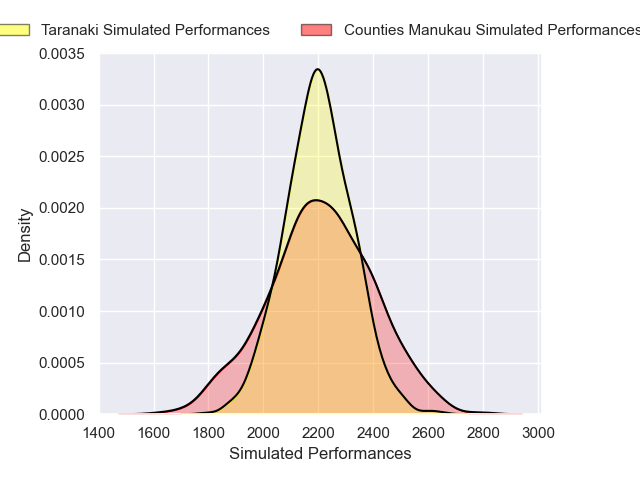 Taranaki Simulated Performances
Counties Manukau Simulated Performances
0.0035
0.0030
0.0025
0.0020
0.0015
0.0010
0.0005
0.0000
Density
1400 1600 1800 2000 2200 2400 2600 2800 3000
Simulated Performances